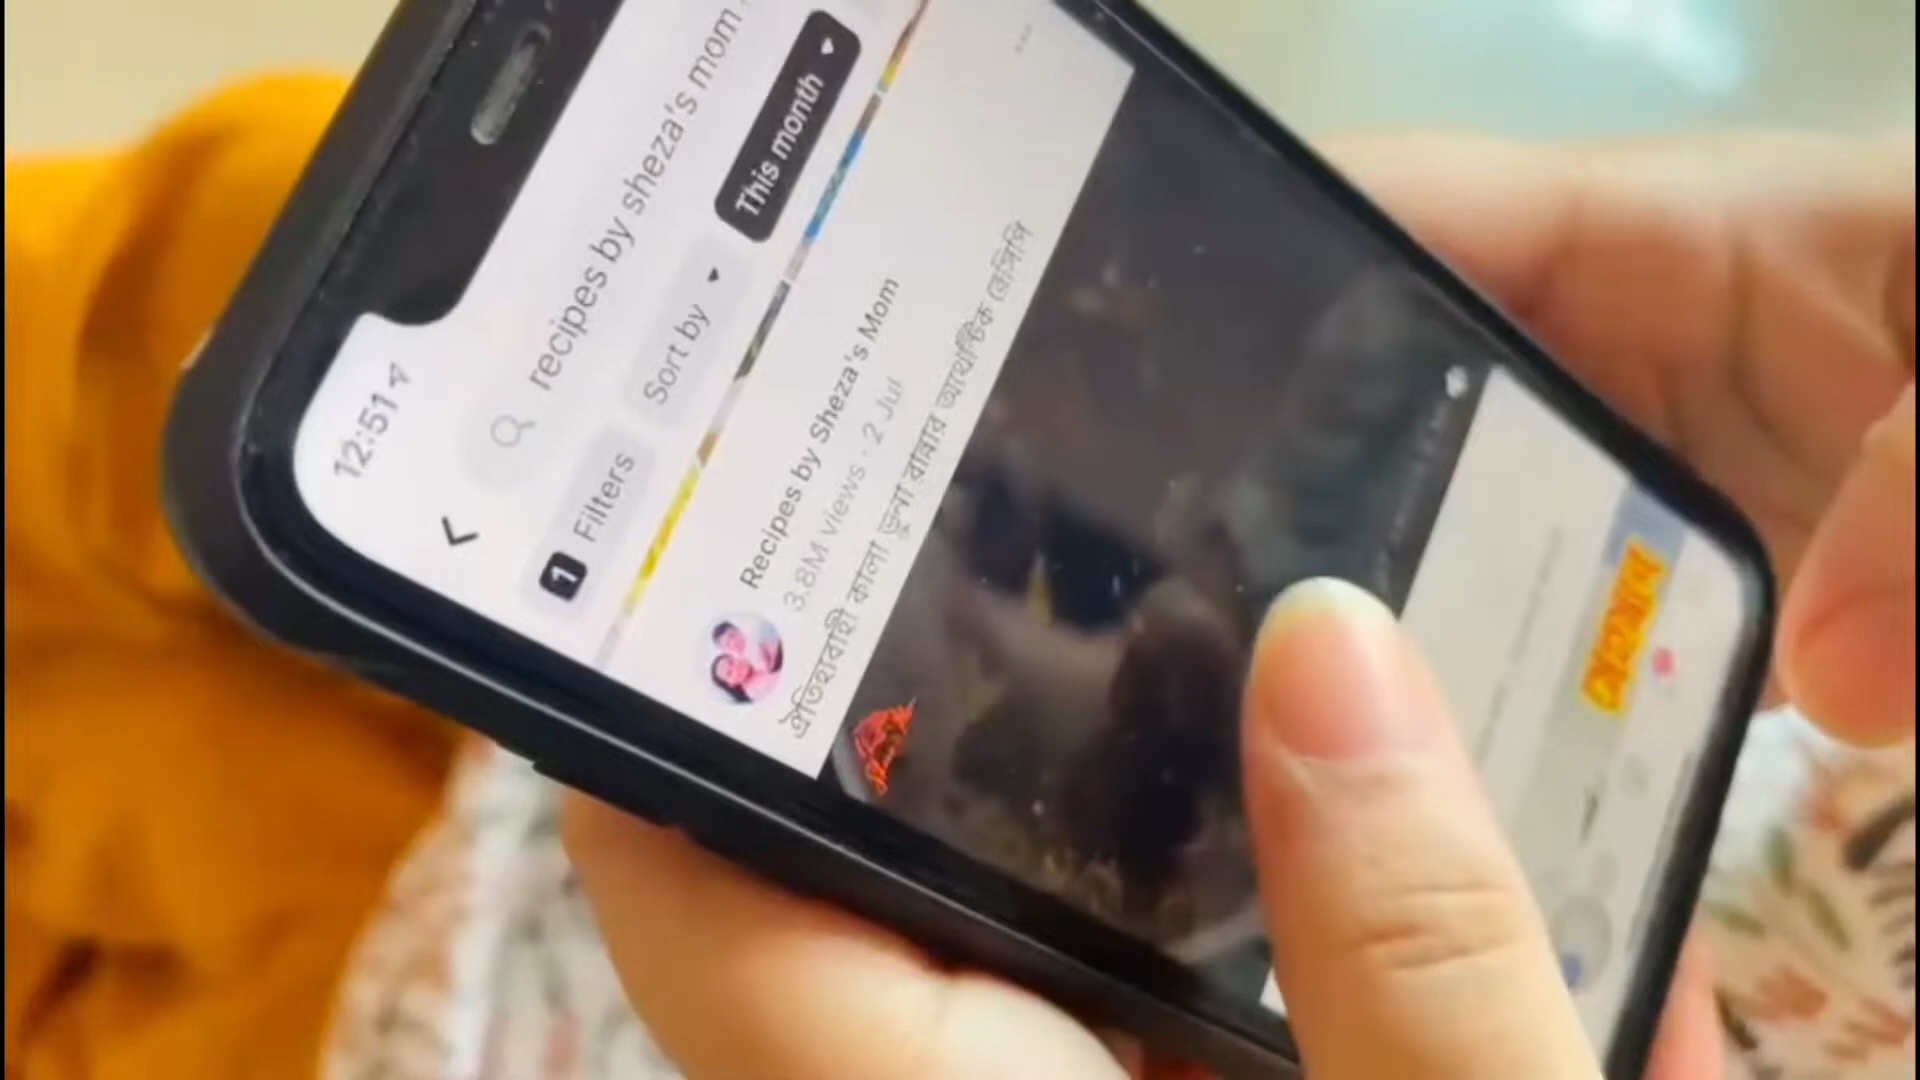 12:51
recipes by sheza's mom
1 Filters
Sort by
This month
Recipes by Sheza's Mom
3.8M views · 2 Jul
ঐতিহ্যবাহী কালা ভুনা রান্নার অথেন্টিক রেসিপি